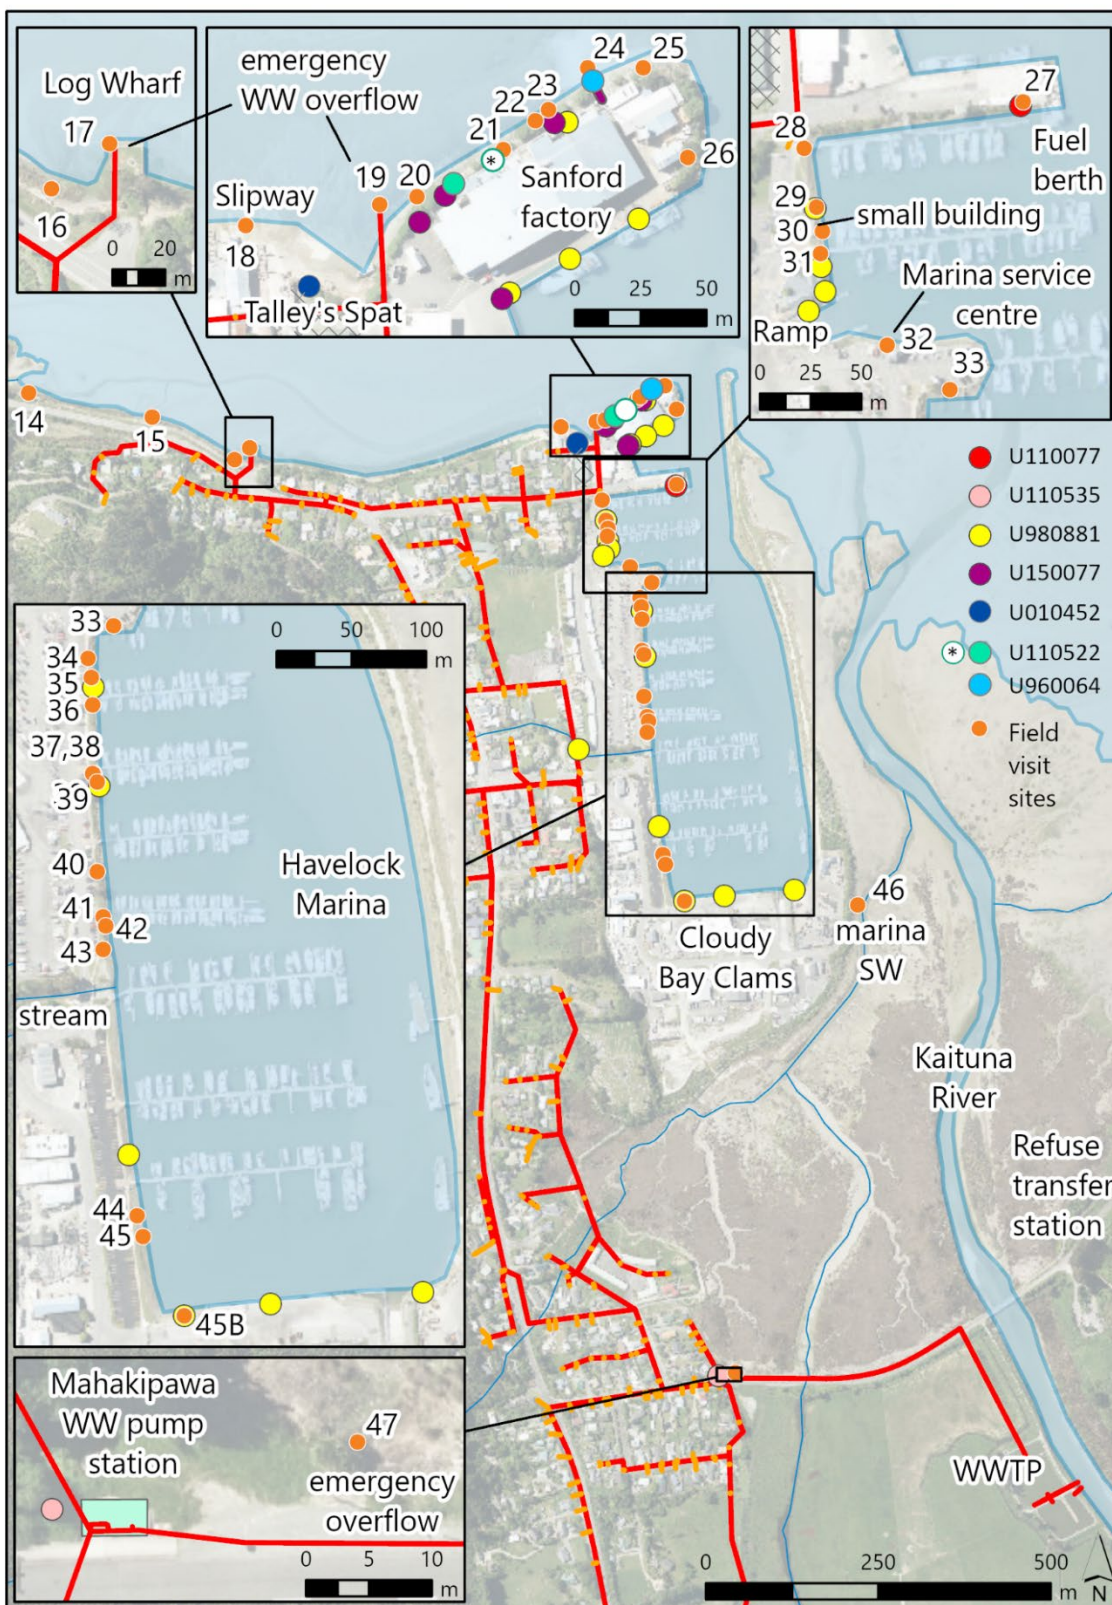 Log Wharf
17
16
0 20
m
emergency
WW overflow
24
25
23
22
21
*
26
19
20
Slipway
Sanford
factory
18
Talley's Spat
0 25 50
m
27
28
Fuel
berth
29
small building
30
31
Marina service
centre
Ramp
32
33
0 25 50
m
14
15
U110077
U110535
U980881
U150077
U010452
* U110522
U960064
Field
visit
sites
33
0 50 100
m
34
35
36
37,38
39
40
41
42
43
Havelock
Marina
stream
44
45
45B
Cloudy
Bay Clams
46
marina
SW
Kaituna
River
Refuse
transfer
station
Mahakipawa
WW pump
station
47
emergency
overflow
0 5 10
m
WWTP
0 250 500
m
N